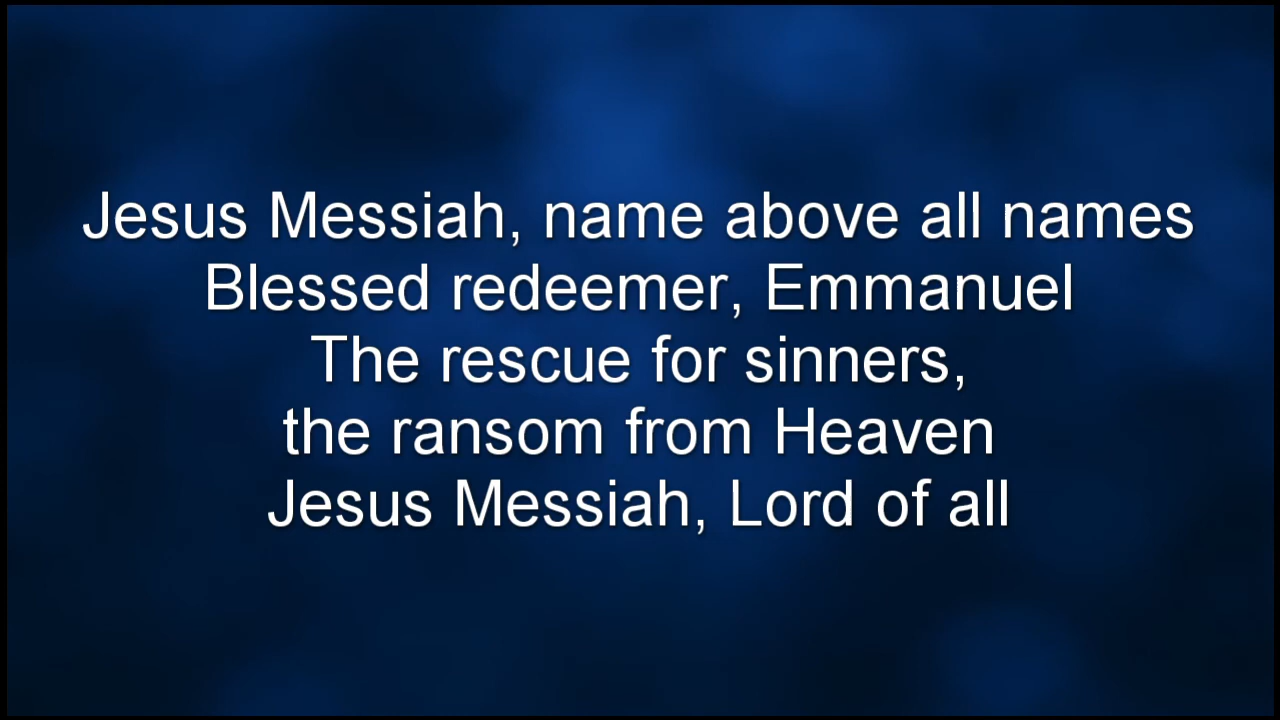 Jesus Messiah, name above all names
Blessed redeemer, Emmanuel
The rescue for sinners,
the ransom from Heaven
Jesus Messiah, Lord of all